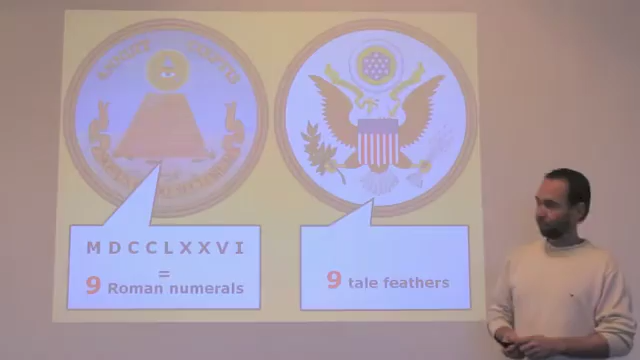 M D C C L X X V I
=
9 Roman numerals
9 tale feathers